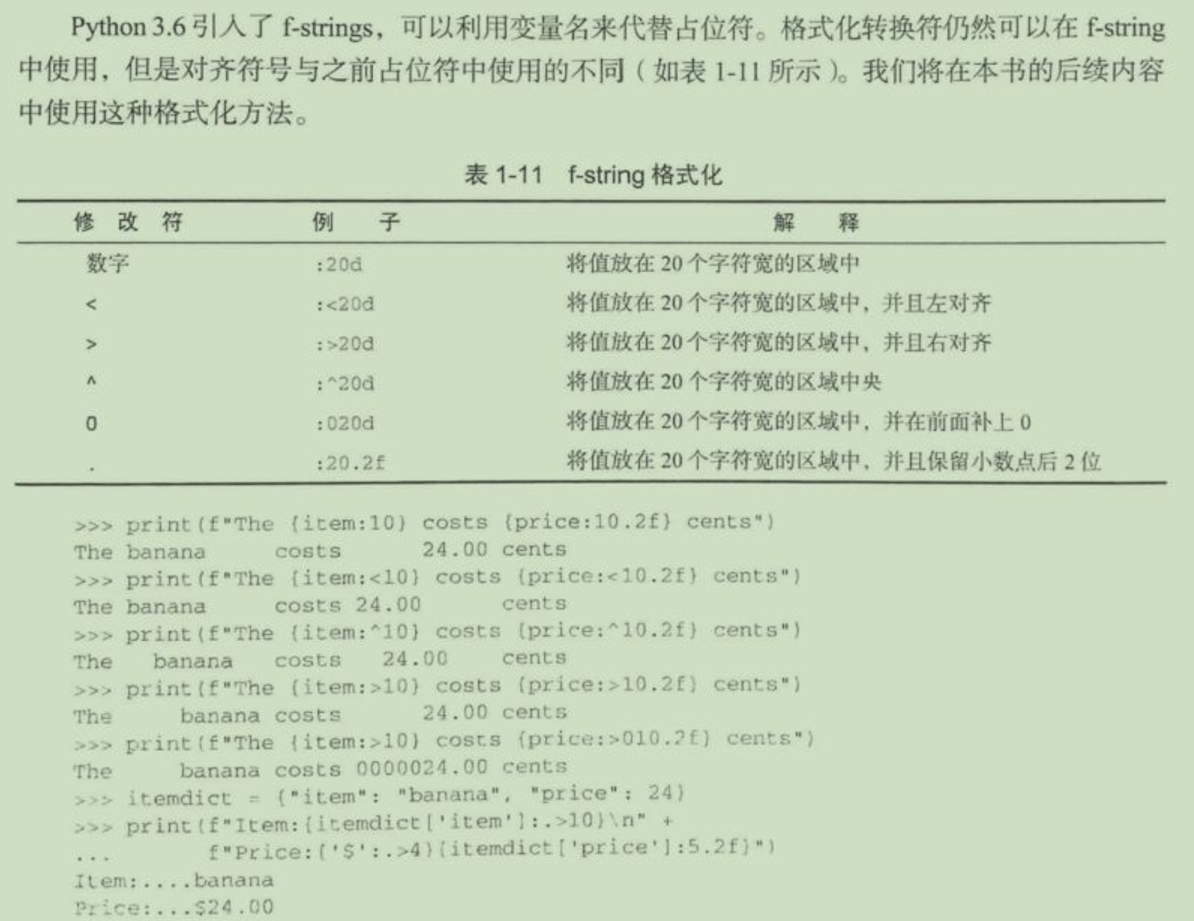 Python 3.6引入了 f-strings，可以利用变量名来代替占位符。格式化转换符仍然可以在 f-string
中使用，但是对齐符号与之前占位符中使用的不同（如表 1-11 所示）。我们将在本书的后续内容
中使用这种格式化方法。
表 1-11 f-string 格式化
修 改 符 例 子 解 释
数字 :20d 将值放在 20 个字符宽的区域中
< :<20d 将值放在 20 个字符宽的区域中，并且左对齐
> :>20d 将值放在 20 个字符宽的区域中，并且右对齐
^ :^20d 将值放在 20 个字符宽的区域中央
0 :020d 将值放在 20 个字符宽的区域中，并在前面补上 0
. :20.2f 将值放在 20 个字符宽的区域中，并且保留小数点后 2 位
>>> print(f"The {item:10} costs {price:10.2f} cents")
The banana     costs      24.00 cents
>>> print(f"The {item:<10} costs {price:<10.2f} cents")
The banana     costs 24.00      cents
>>> print(f"The {item:^10} costs {price:^10.2f} cents")
The   banana   costs   24.00    cents
>>> print(f"The {item:>10} costs {price:>10.2f} cents")
The     banana costs      24.00 cents
>>> print(f"The {item:>10} costs {price:>010.2f} cents")
The     banana costs 0000024.00 cents
>>> itemdict = {"item": "banana", "price": 24}
>>> print(f"Item:{itemdict['item']:.>10}\n" +
...       f"Price:{'$':.>4}{itemdict['price']:5.2f}")
Item:....banana
Price:...$24.00